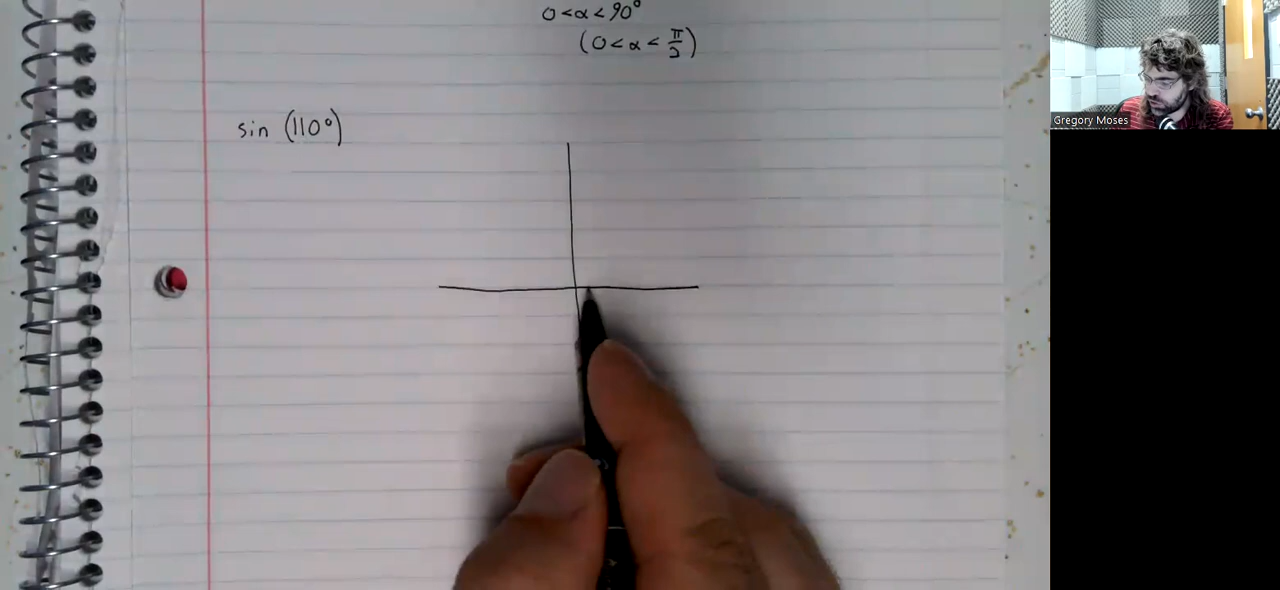 0 < α < 90°
(0 < α < π/2)
sin (110°)
Gregory Moses